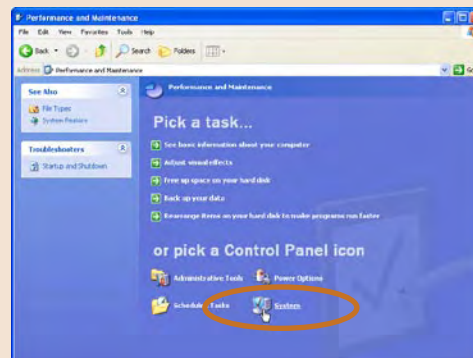 Performance and Maintenance
File Edit View Favorites Tools Help
Back Search Folders
Address Performance and Maintenance
See Also
File Types
System Restore
Troubleshooters
Startup and Shutdown
Performance and Maintenance
Pick a task...
See basic information about your computer
Adjust visual effects
Free up space on your hard disk
Back up your data
Rearrange items on your hard disk to make programs run faster
or pick a Control Panel icon
Administrative Tools Power Options
Scheduled Tasks System